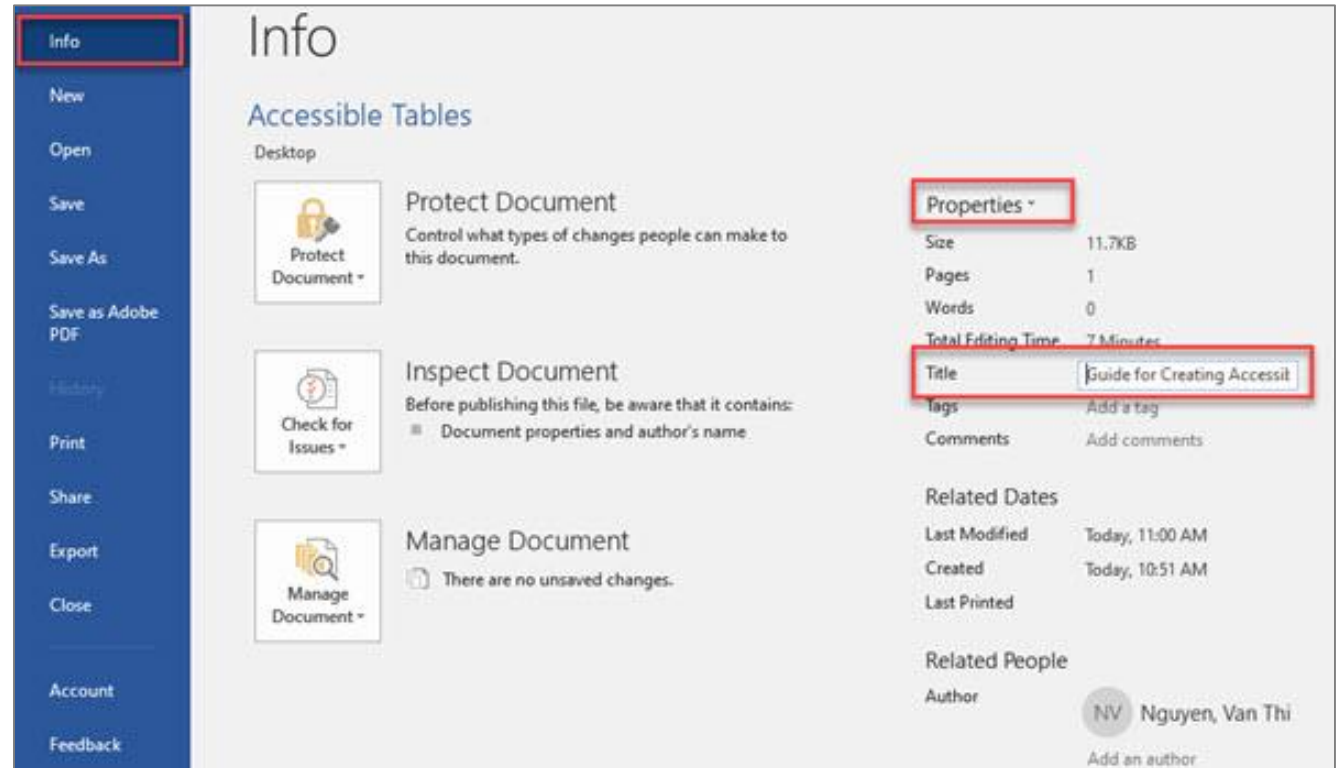 Info
New
Open
Save
Save As
Save as Adobe
PDF
History
Print
Share
Export
Close
Account
Feedback
Info
Accessible Tables
Desktop
Protect
Document
Protect Document
Control what types of changes people can make to
this document.
Check for
Issues
Inspect Document
Before publishing this file, be aware that it contains:
Document properties and author's name
Manage
Document
Manage Document
There are no unsaved changes.
Properties
Size 11.7KB
Pages 1
Words 0
Total Editing Time 7 Minutes
Title Guide for Creating Accessib
Tags Add a tag
Comments Add comments
Related Dates
Last Modified Today, 11:00 AM
Created Today, 10:51 AM
Last Printed
Related People
Author
NV Nguyen, Van Thi
Add an author